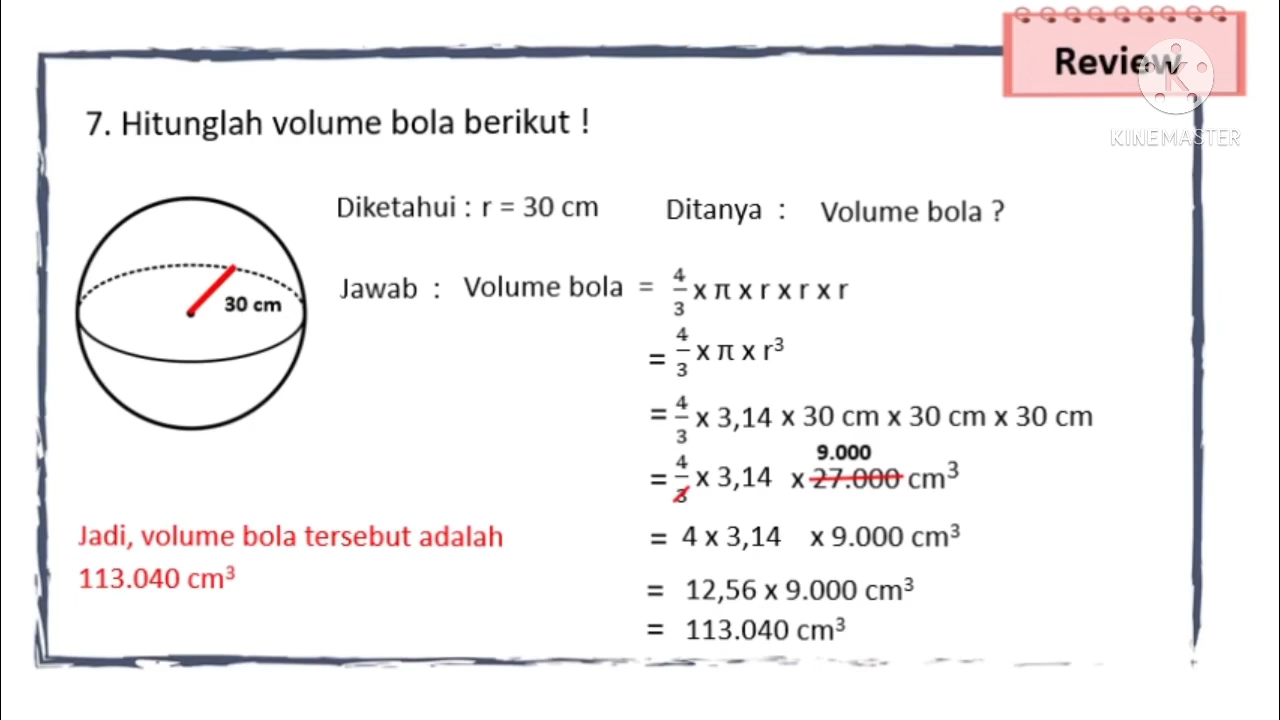 Review
KINEMASTER
7. Hitunglah volume bola berikut !
Diketahui : r = 30 cm Ditanya : Volume bola ?
30 cm
Jawab : Volume bola = 4/3 x π x r x r x r
= 4/3 x π x r³
= 4/3 x 3,14 x 30 cm x 30 cm x 30 cm
9.000
= 4/3 x 3,14 x 27.000 cm³
= 4 x 3,14 x 9.000 cm³
= 12,56 x 9.000 cm³
= 113.040 cm³
Jadi, volume bola tersebut adalah
113.040 cm³